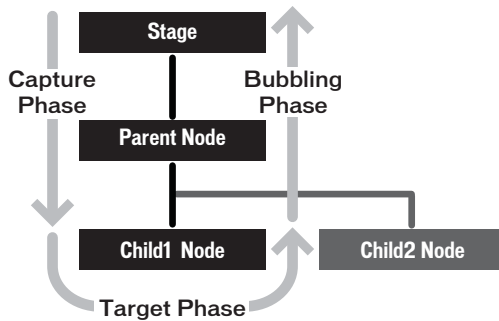 Stage
Capture
Phase
Bubbling
Phase
Parent Node
Child1 Node
Child2 Node
Target Phase